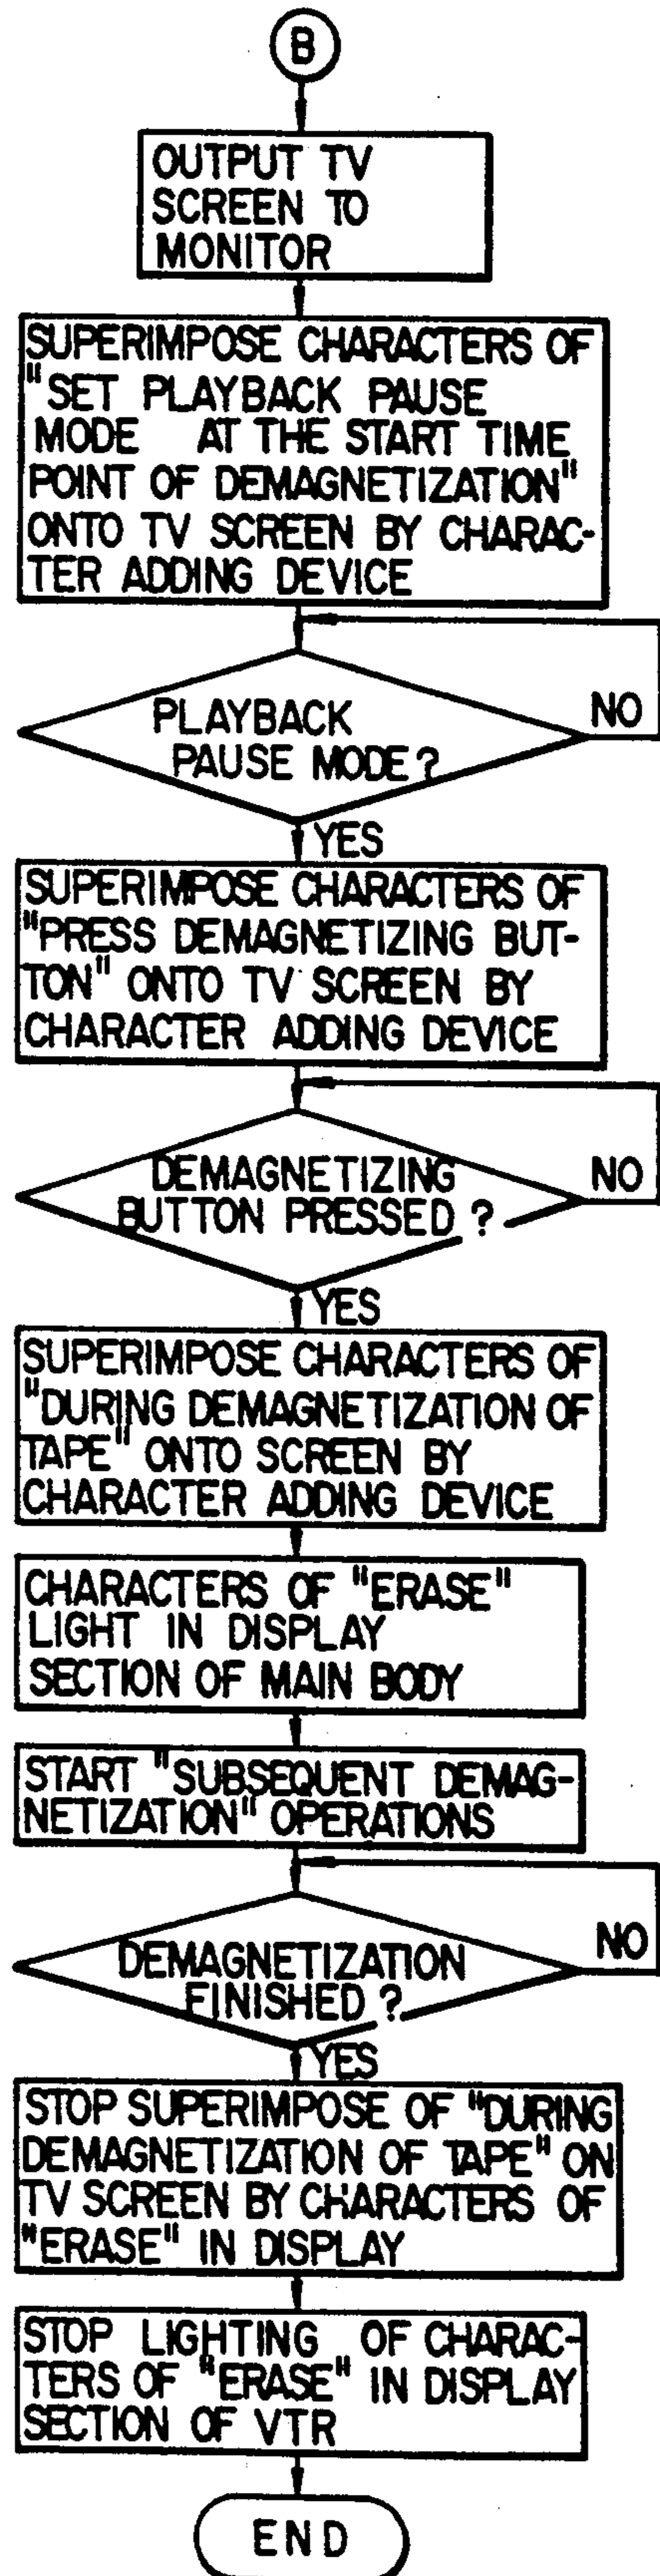 B
OUTPUT TV
SCREEN TO
MONITOR
SUPERIMPOSE CHARACTERS OF
"SET PLAYBACK PAUSE
MODE AT THE START TIME
POINT OF DEMAGNETIZATION"
ONTO TV SCREEN BY CHARAC-
TER ADDING DEVICE
PLAYBACK
PAUSE MODE?
NO
YES
SUPERIMPOSE CHARACTERS OF
"PRESS DEMAGNETIZING BUT-
TON" ONTO TV SCREEN BY
CHARACTER ADDING DEVICE
DEMAGNETIZING
BUTTON PRESSED ?
NO
YES
SUPERIMPOSE CHARACTERS OF
"DURING DEMAGNETIZATION OF
TAPE" ONTO SCREEN BY
CHARACTER ADDING DEVICE
CHARACTERS OF "ERASE"
LIGHT IN DISPLAY
SECTION OF MAIN BODY
START "SUBSEQUENT DEMAG-
NETIZATION" OPERATIONS
DEMAGNETIZATION
FINISHED ?
NO
YES
STOP SUPERIMPOSE OF "DURING
DEMAGNETIZATION OF TAPE" ON
TV SCREEN BY CHARACTERS OF
"ERASE" IN DISPLAY
STOP LIGHTING OF CHARAC-
TERS OF "ERASE" IN DISPLAY
SECTION OF VTR
END